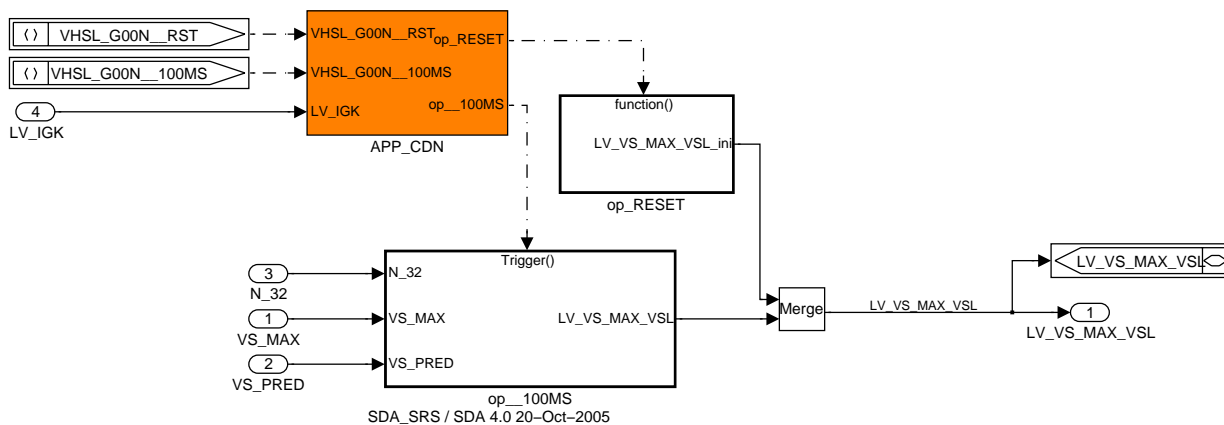 VHSL_G00N__RST
VHSL_G00N__100MS
4
LV_IGK
VHSL_G00N__RST
op_RESET
VHSL_G00N__100MS
op__100MS
LV_IGK
APP_CDN
function()
LV_VS_MAX_VSL_ini
op_RESET
Trigger()
3
N_32
N_32
1
VS_MAX
VS_MAX
2
VS_PRED
VS_PRED
LV_VS_MAX_VSL
op__100MS
SDA_SRS / SDA 4.0 20−Oct−2005
Merge
LV_VS_MAX_VSL
LV_VS_MAX_VSL
1
LV_VS_MAX_VSL